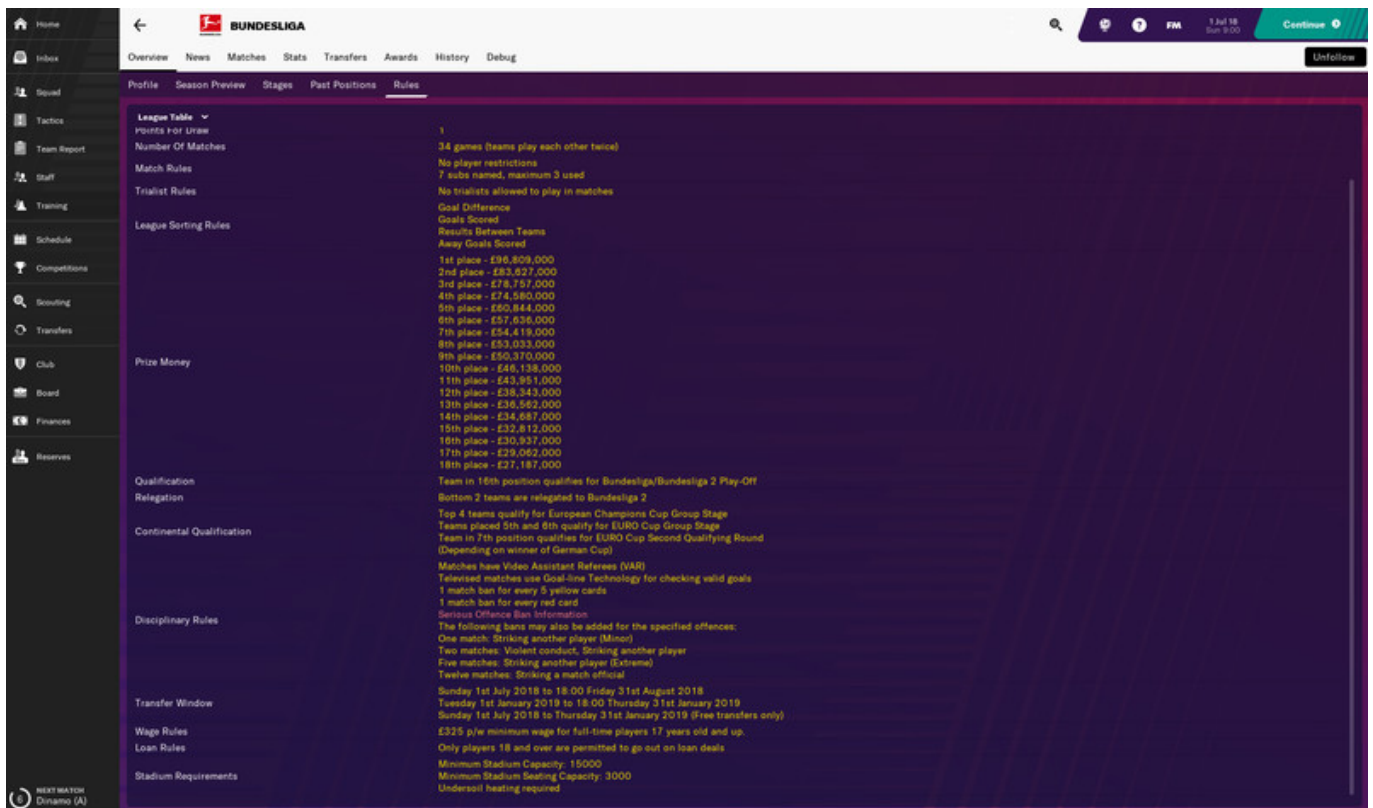 Home
BUNDESLIGA
FM
1 Jul 18
Sun 9:00
Continue
Inbox
Overview News Matches Stats Transfers Awards History Debug
Unfollow
Squad
Profile Season Preview Stages Past Positions Rules
Tactics
Team Report
Staff
Training
Schedule
Competitions
Scouting
Transfers
Club
Board
Finances
Reserves
NEXT MATCH
Dinamo (A)
League Table
Points For Draw 1
Number Of Matches 34 games (teams play each other twice)
Match Rules No player restrictions
7 subs named, maximum 3 used
Trialist Rules No trialists allowed to play in matches
League Sorting Rules Goal Difference
Goals Scored
Results Between Teams
Away Goals Scored
Prize Money 1st place - £96,809,000
2nd place - £83,627,000
3rd place - £78,757,000
4th place - £74,580,000
5th place - £60,844,000
6th place - £57,636,000
7th place - £54,419,000
8th place - £53,033,000
9th place - £50,370,000
10th place - £46,138,000
11th place - £43,951,000
12th place - £38,343,000
13th place - £36,562,000
14th place - £34,687,000
15th place - £32,812,000
16th place - £30,937,000
17th place - £29,062,000
18th place - £27,187,000
Qualification Team in 16th position qualifies for Bundesliga/Bundesliga 2 Play-Off
Relegation Bottom 2 teams are relegated to Bundesliga 2
Continental Qualification Top 4 teams qualify for European Champions Cup Group Stage
Teams placed 5th and 6th qualify for EURO Cup Group Stage
Team in 7th position qualifies for EURO Cup Second Qualifying Round
(Depending on winner of German Cup)
Disciplinary Rules Matches have Video Assistant Referees (VAR)
Televised matches use Goal-line Technology for checking valid goals
1 match ban for every 5 yellow cards
1 match ban for every red card
Serious Offence Ban Information
The following bans may also be added for the specified offences:
One match: Striking another player (Minor)
Two matches: Violent conduct, Striking another player
Five matches: Striking another player (Extreme)
Twelve matches: Striking a match official
Transfer Window Sunday 1st July 2018 to 18:00 Friday 31st August 2018
Tuesday 1st January 2019 to 18:00 Thursday 31st January 2019
Sunday 1st July 2018 to Thursday 31st January 2019 (Free transfers only)
Wage Rules £325 p/w minimum wage for full-time players 17 years old and up.
Loan Rules Only players 18 and over are permitted to go out on loan deals
Stadium Requirements Minimum Stadium Capacity: 15000
Minimum Stadium Seating Capacity: 3000
Undersoil heating required